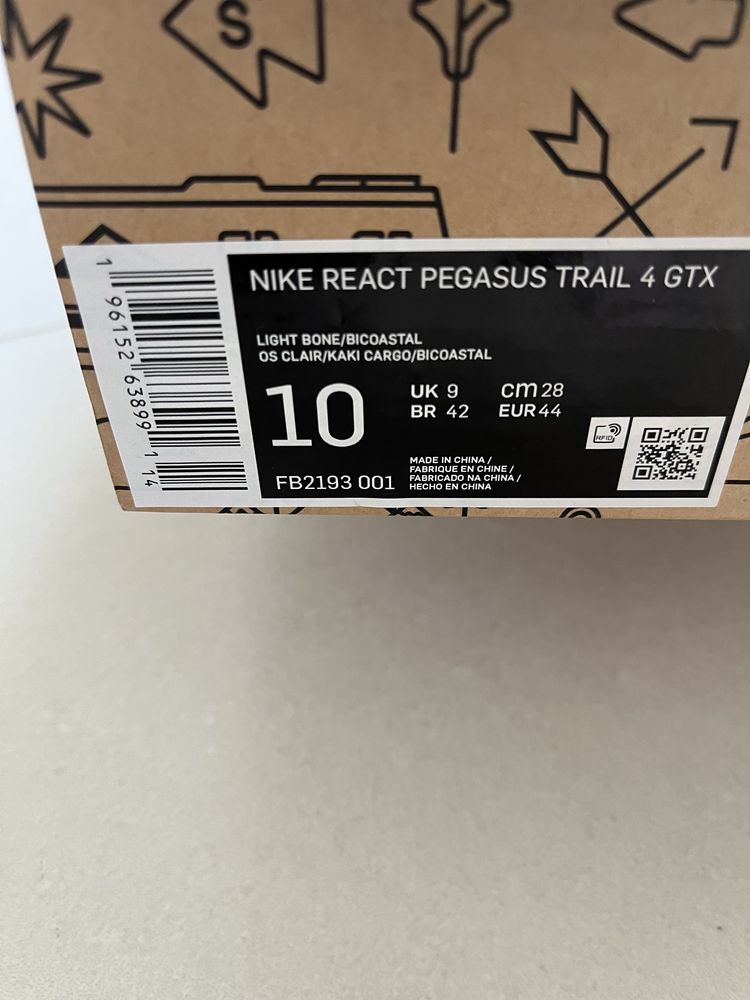 S
NIKE REACT PEGASUS TRAIL 4 GTX
LIGHT BONE/BICOASTAL
OS CLAIR/KAKI CARGO/BICOASTAL
10
UK 9 cm 28
BR 42 EUR 44
FB2193 001
MADE IN CHINA /
FABRIQUE EN CHINE /
FABRICADO NA CHINA /
HECHO EN CHINA
RFID
1 96152 63899 1 14